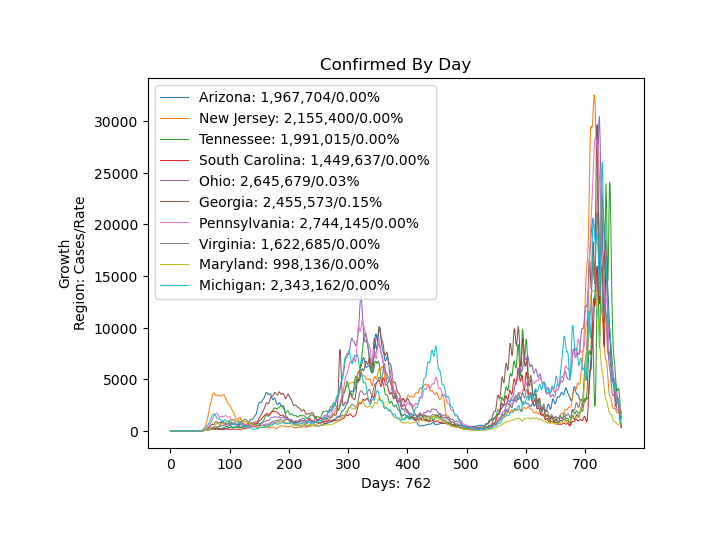 Confirmed By Day
Growth
Region: Cases/Rate
30000
25000
20000
15000
10000
5000
0
Arizona: 1,967,704/0.00%
New Jersey: 2,155,400/0.00%
Tennessee: 1,991,015/0.00%
South Carolina: 1,449,637/0.00%
Ohio: 2,645,679/0.03%
Georgia: 2,455,573/0.15%
Pennsylvania: 2,744,145/0.00%
Virginia: 1,622,685/0.00%
Maryland: 998,136/0.00%
Michigan: 2,343,162/0.00%
0 100 200 300 400 500 600 700
Days: 762